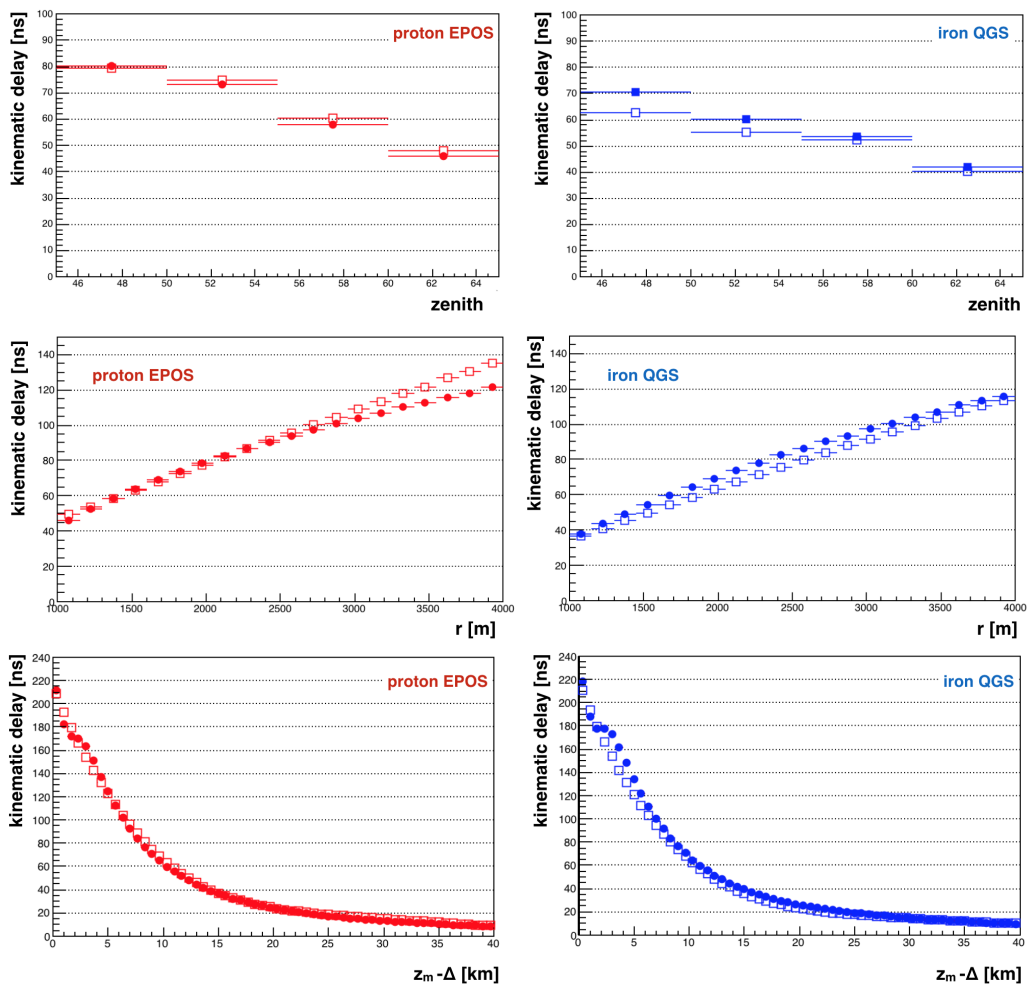 kinematic delay [ns]
100
90
80
70
60
50
40
30
20
10
0
proton EPOS
46 48 50 52 54 56 58 60 62 64
zenith
kinematic delay [ns]
100
90
80
70
60
50
40
30
20
10
0
iron QGS
46 48 50 52 54 56 58 60 62 64
zenith
kinematic delay [ns]
140
120
100
80
60
40
20
0
proton EPOS
1000 1500 2000 2500 3000 3500 4000
r [m]
kinematic delay [ns]
140
120
100
80
60
40
20
0
iron QGS
1000 1500 2000 2500 3000 3500 4000
r [m]
kinematic delay [ns]
240
220
200
180
160
140
120
100
80
60
40
20
0
proton EPOS
0 5 10 15 20 25 30 35 40
zₘ -Δ [km]
kinematic delay [ns]
240
220
200
180
160
140
120
100
80
60
40
20
0
iron QGS
0 5 10 15 20 25 30 35 40
zₘ -Δ [km]